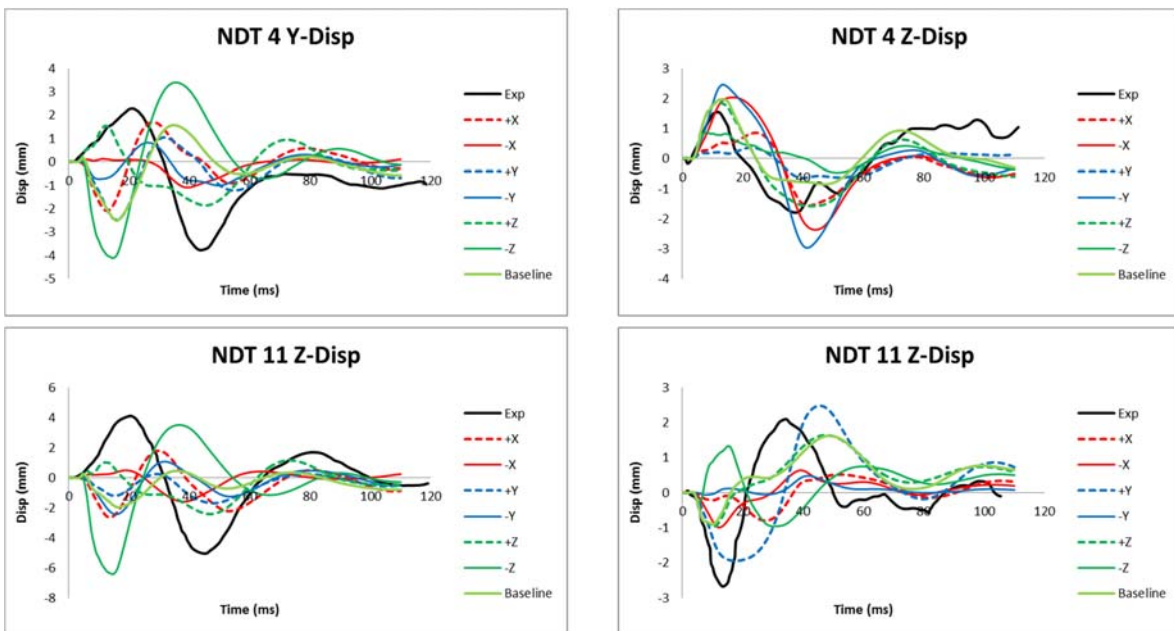 NDT 4 Y-Disp
4
3
2
1
0
-1
-2
-3
-4
-5
0
20
40
60
80
100
120
Disp (mm)
Time (ms)
Exp
+X
-X
+Y
-Y
+Z
-Z
Baseline
NDT 4 Z-Disp
3
2
1
0
-1
-2
-3
-4
0
20
40
60
80
100
120
Disp (mm)
Time (ms)
Exp
+X
-X
+Y
-Y
+Z
-Z
Baseline
NDT 11 Z-Disp
6
4
2
0
-2
-4
-6
-8
0
20
40
60
80
100
120
Disp (mm)
Time (ms)
Exp
+X
-X
+Y
-Y
+Z
-Z
Baseline
NDT 11 Z-Disp
3
2
1
0
-1
-2
-3
0
20
40
60
80
100
120
Disp (mm)
Time (ms)
Exp
+X
-X
+Y
-Y
+Z
-Z
Baseline